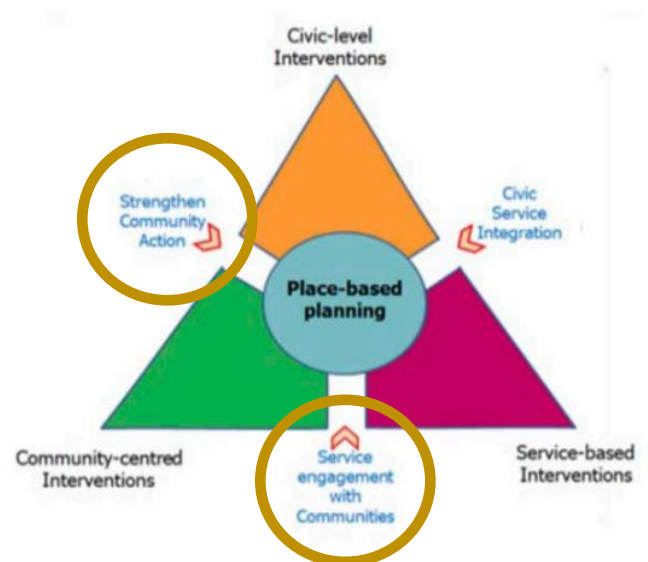 Civic-level
Interventions
Strengthen
Community
Action
Civic
Service
Integration
Place-based
planning
Community-centred
Interventions
Service
engagement
with
Communities
Service-based
Interventions